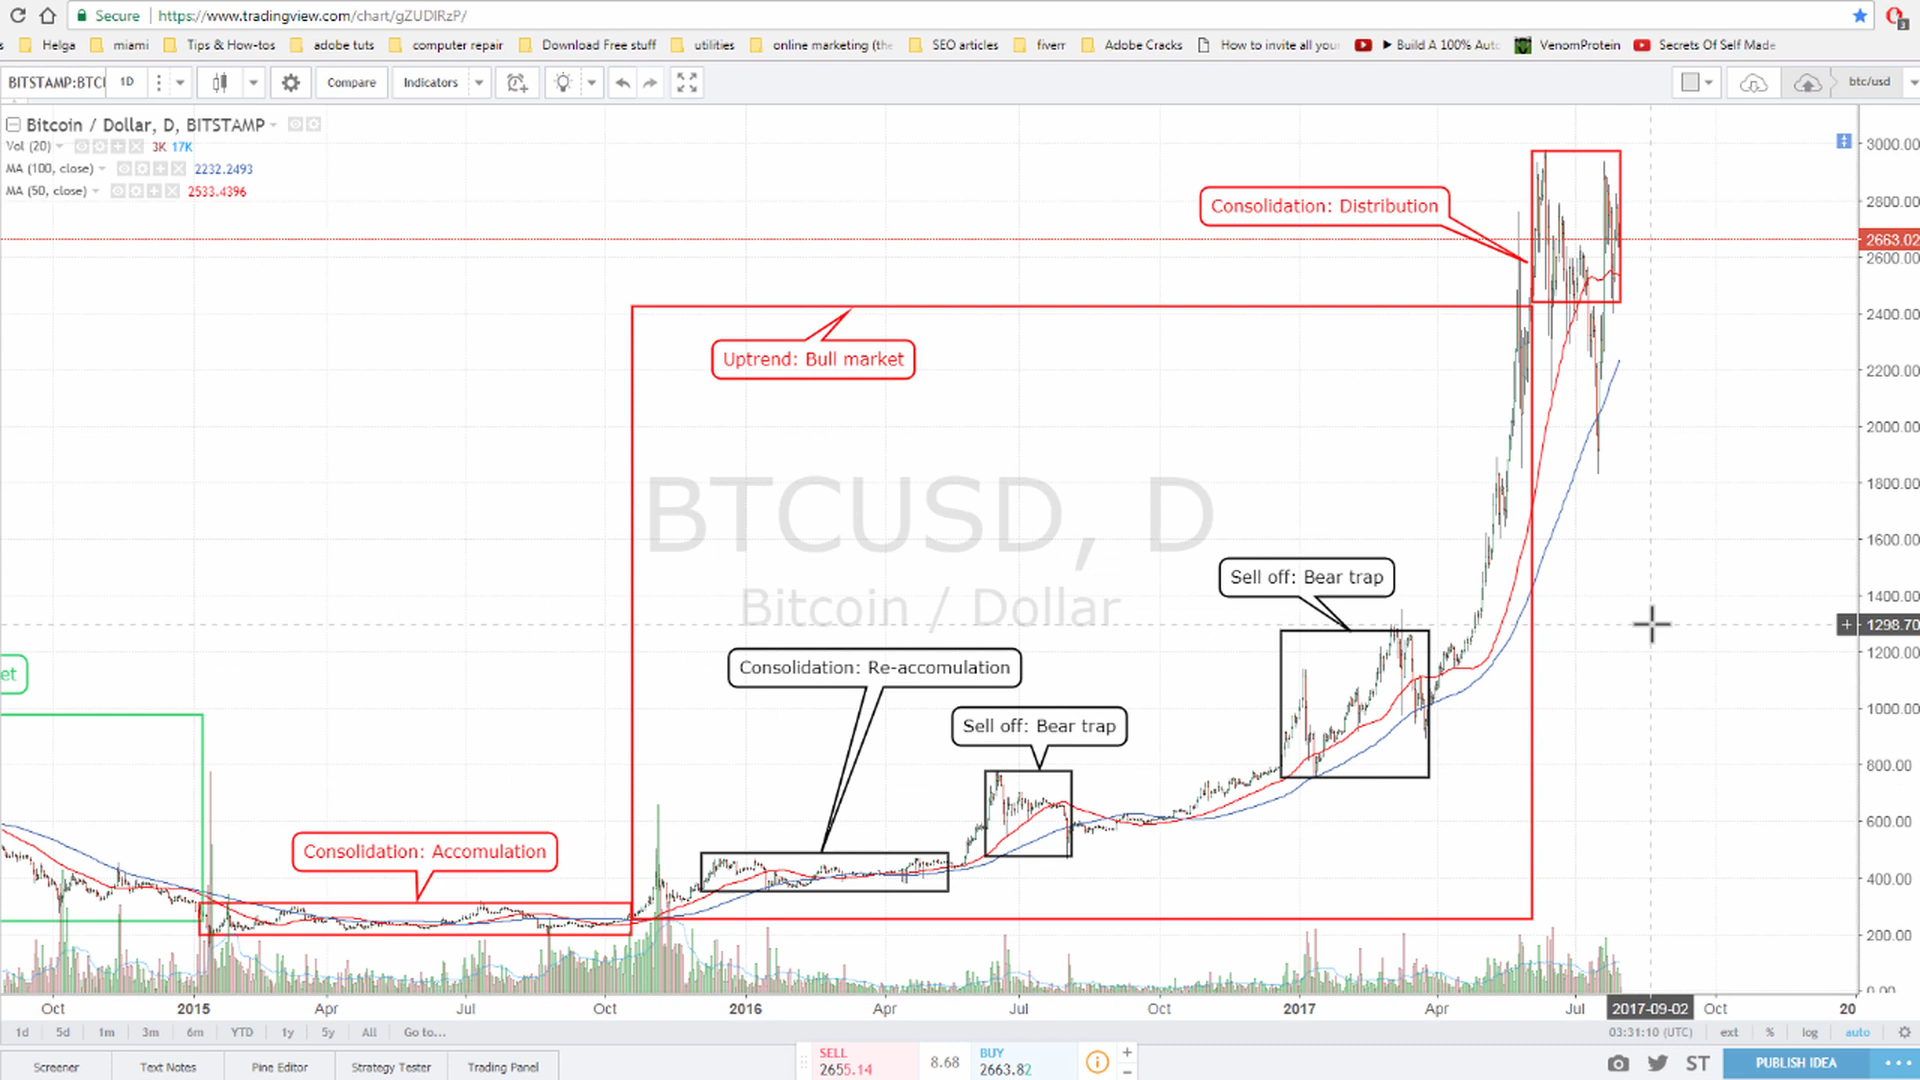 Secure https://www.tradingview.com/chart/gZUDIRzP/
Helga miami Tips & How-tos adobe tuts computer repair Download Free stuff utilities online marketing (the SEO articles fiverr Adobe Cracks How to invite all your ▶ Build A 100% Auto VenomProtein Secrets Of Self Made
BITSTAMP:BTCU 1D Compare Indicators btc/usd
Bitcoin / Dollar, D, BITSTAMP
Vol (20) 3K 17K
MA (100, close) 2232.2493
MA (50, close) 2533.4396
3000.00
2800.00
2663.02
2600.00
2400.00
2200.00
2000.00
1800.00
1600.00
1400.00
1298.70
1200.00
1000.00
800.00
600.00
400.00
200.00
0.00
Consolidation: Distribution
Uptrend: Bull market
BTCUSD, D
Bitcoin / Dollar
Sell off: Bear trap
Consolidation: Re-accomulation
et
Sell off: Bear trap
Consolidation: Accomulation
Oct 2015 Apr Jul Oct 2016 Apr Jul Oct 2017 Apr Jul 2017-09-02 Oct 20
1d 5d 1m 3m 6m YTD 1y 5y All Go to... 03:31:10 (UTC) ext % log auto
Screener Text Notes Pine Editor Strategy Tester Trading Panel
SELL
2655.14
8.68
BUY
2663.82
ST PUBLISH IDEA